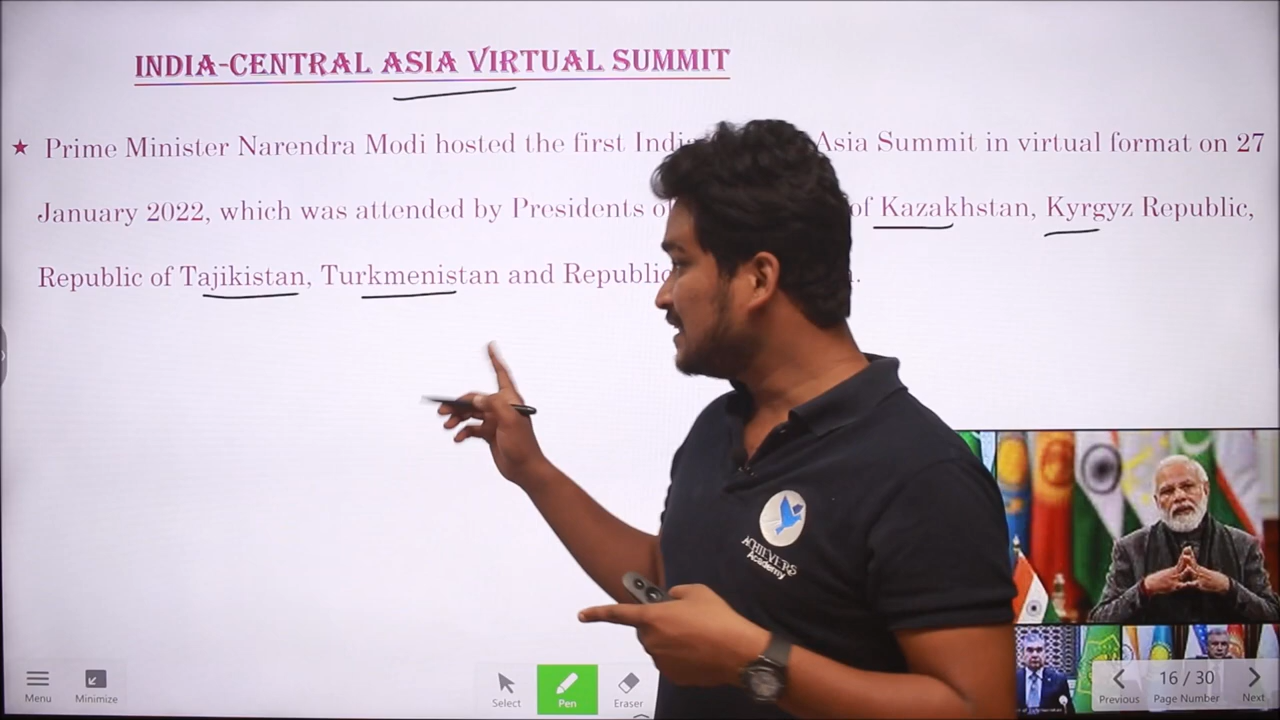 INDIA-CENTRAL ASIA VIRTUAL SUMMIT
★ Prime Minister Narendra Modi hosted the first Asia Summit in virtual format on 27
January 2022, which was attended by Presidents of Kazakhstan, Kyrgyz Republic,
Republic of Tajikistan, Turkmenistan and
ACHIEVERS
Academy
Menu
Minimize
Select
Pen
Eraser
Previous
16 / 30
Page Number
Next